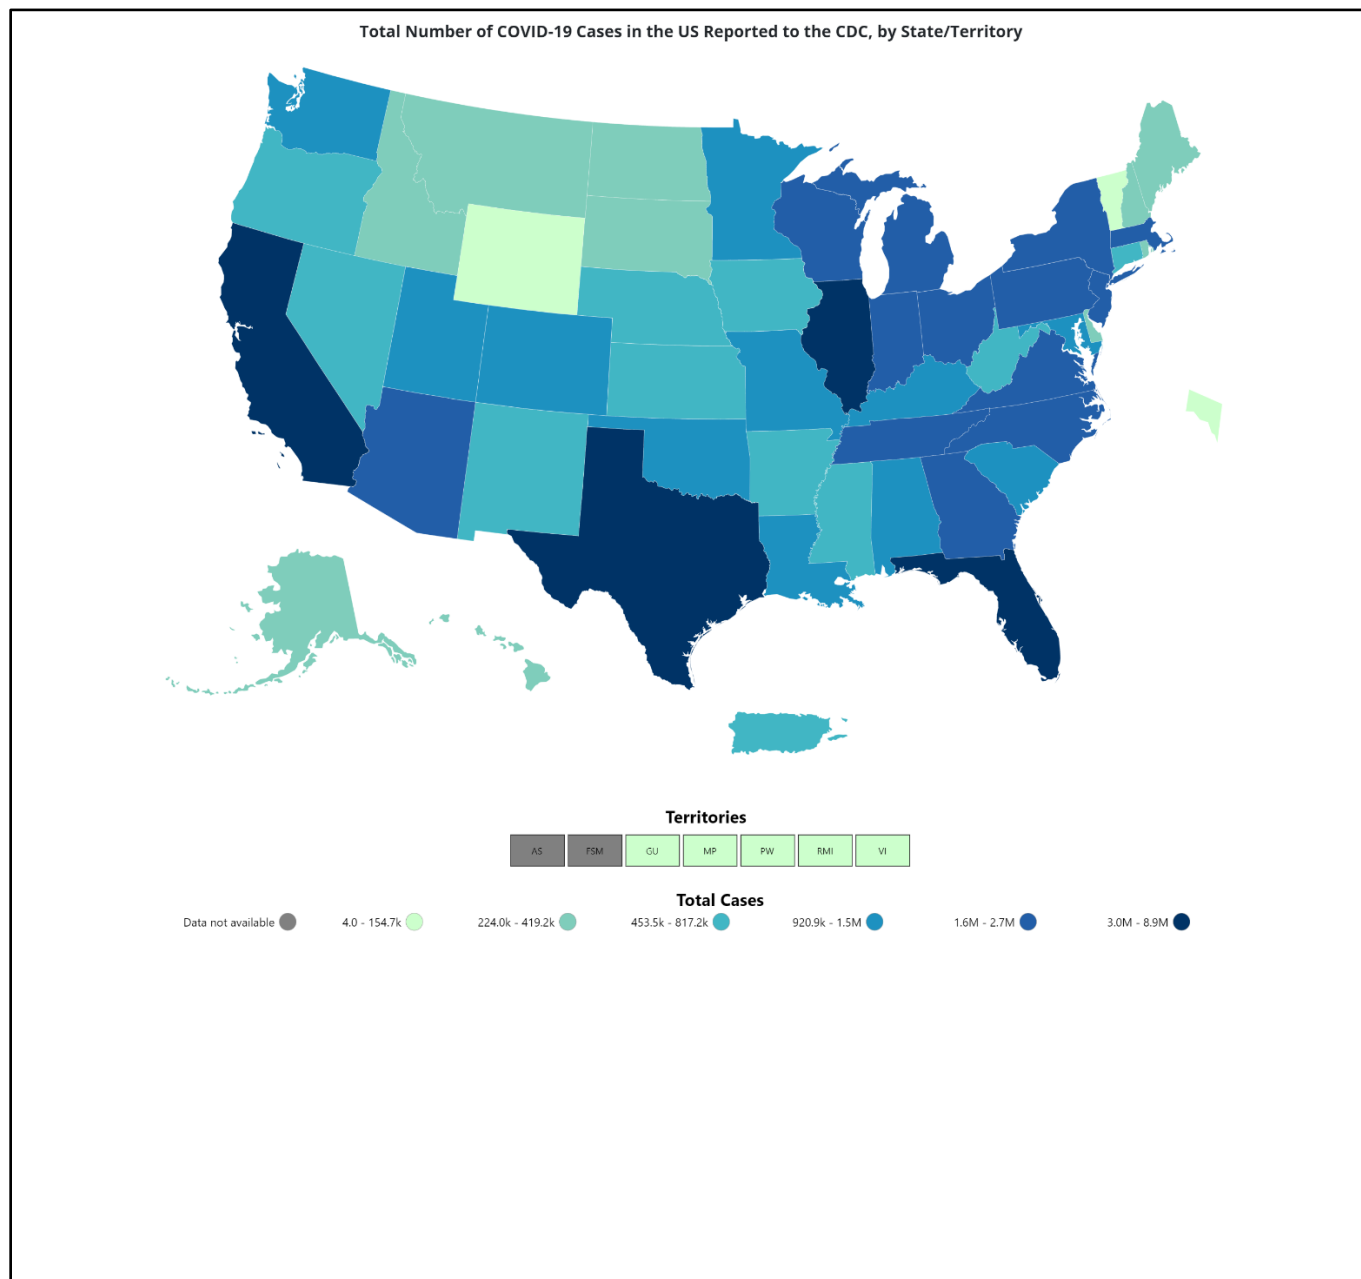 Total Number of COVID-19 Cases in the US Reported to the CDC, by State/Territory
Territories
AS FSM GU MP PW RMI VI
Total Cases
Data not available 4.0 - 154.7k 224.0k - 419.2k 453.5k - 817.2k 920.9k - 1.5M 1.6M - 2.7M 3.0M - 8.9M